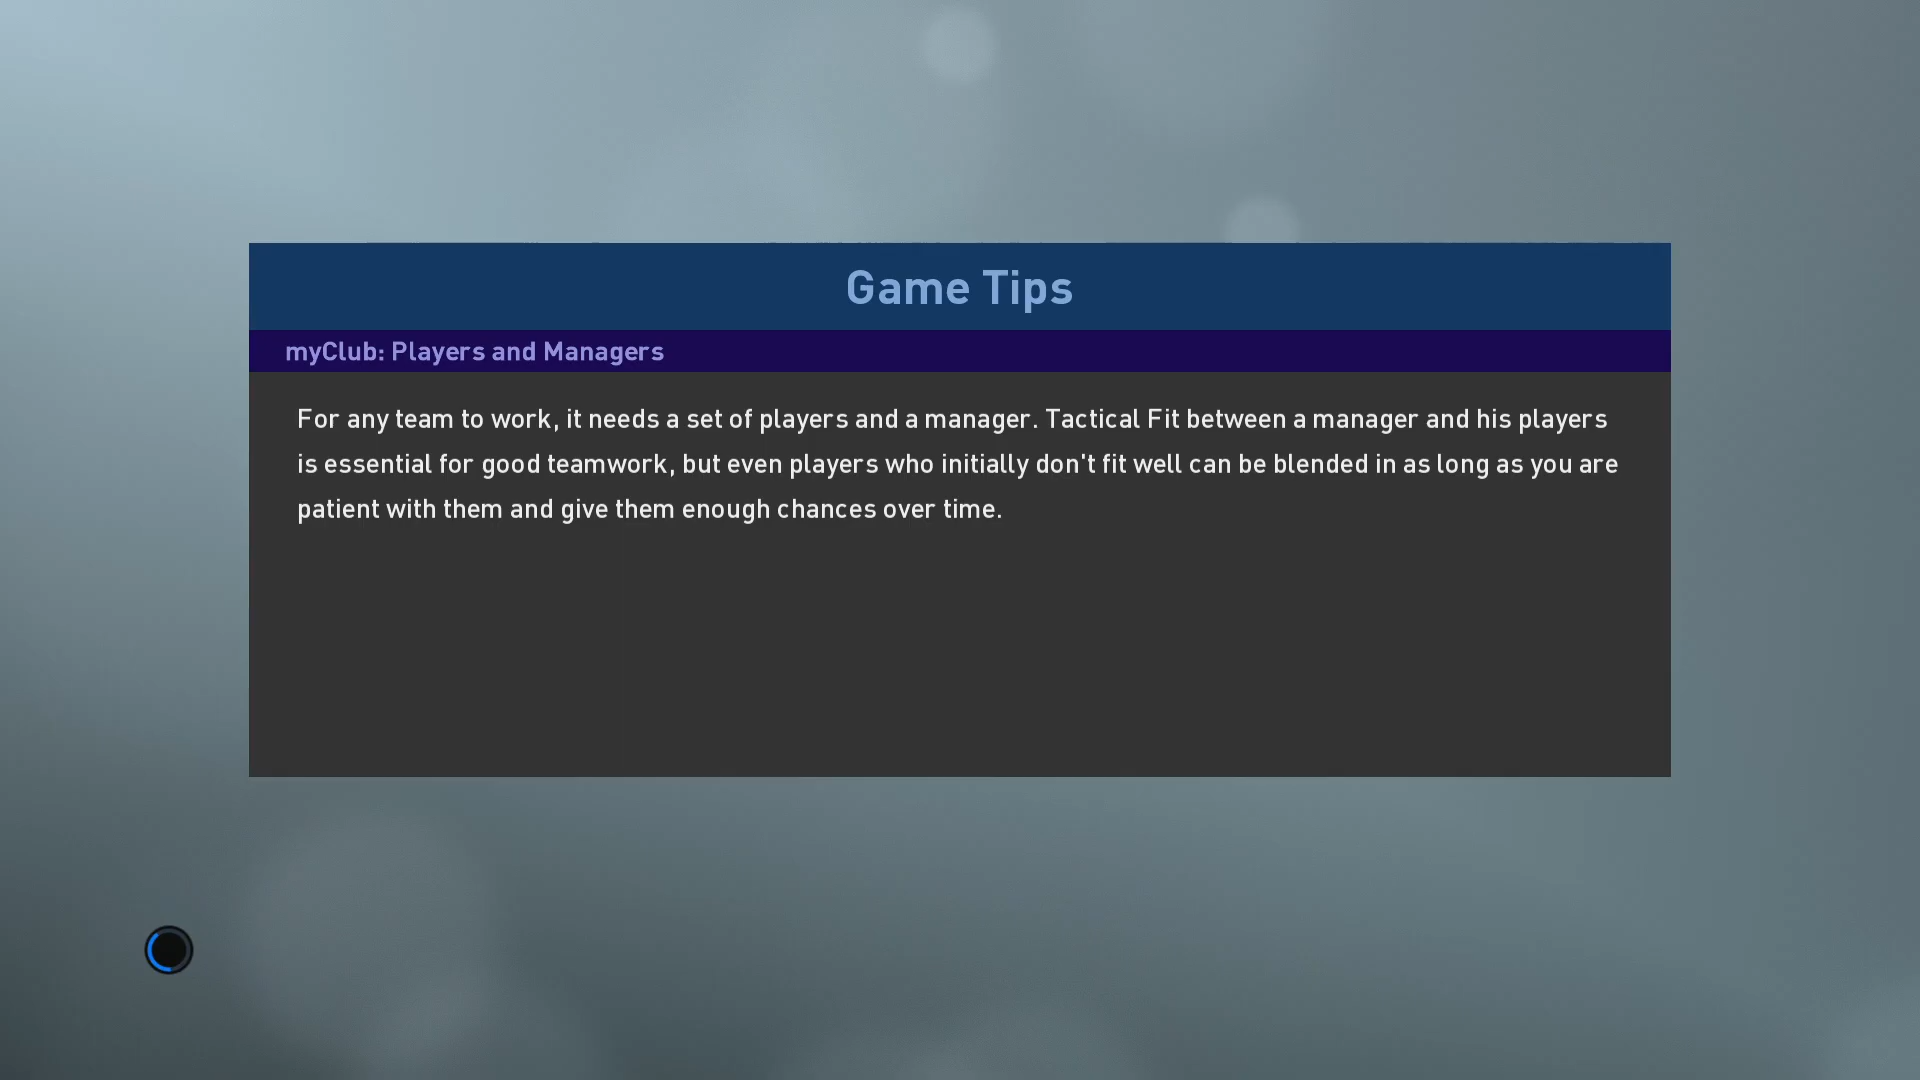 Game Tips
myClub: Players and Managers
For any team to work, it needs a set of players and a manager. Tactical Fit between a manager and his players
is essential for good teamwork, but even players who initially don't fit well can be blended in as long as you are
patient with them and give them enough chances over time.